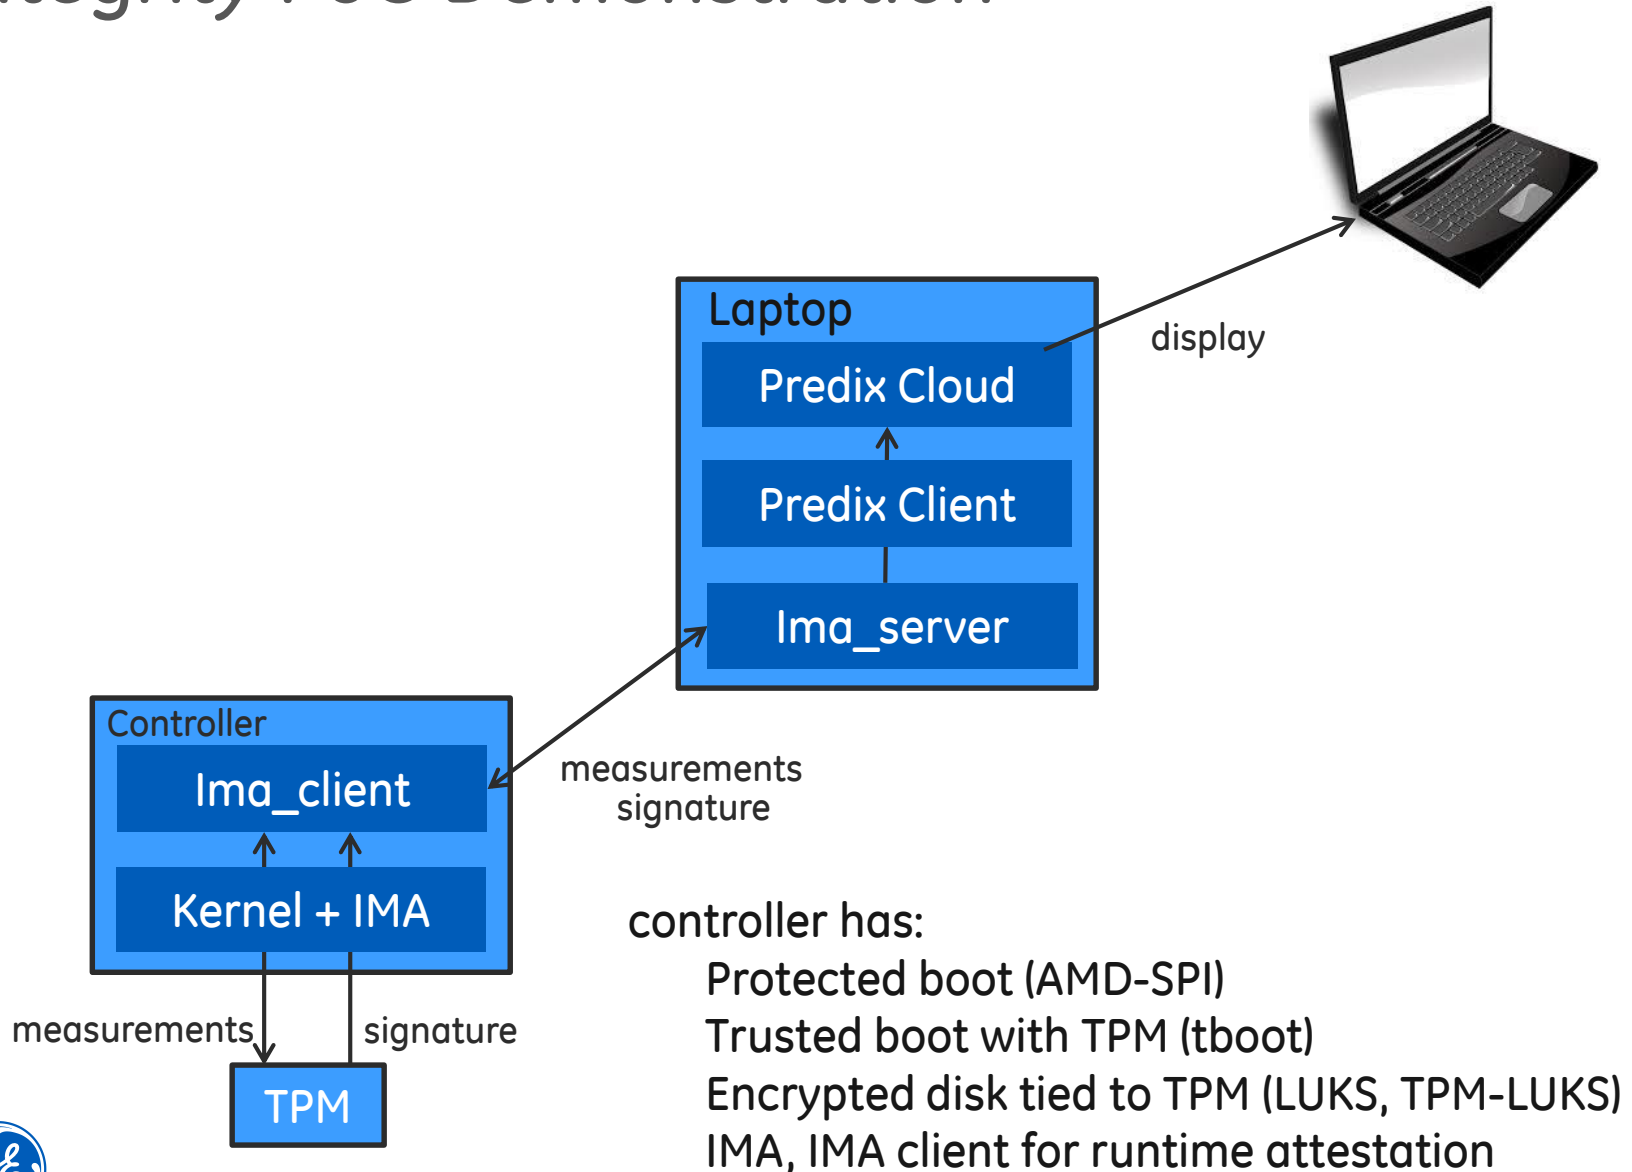 Demonstration
Laptop
display
Predix Cloud
Predix Client
Ima_server
Controller
Ima_client
measurements
signature
Kernel + IMA
measurements
signature
TPM
controller has:
Protected boot (AMD-SPI)
Trusted boot with TPM (tboot)
Encrypted disk tied to TPM (LUKS, TPM-LUKS)
IMA, IMA client for runtime attestation